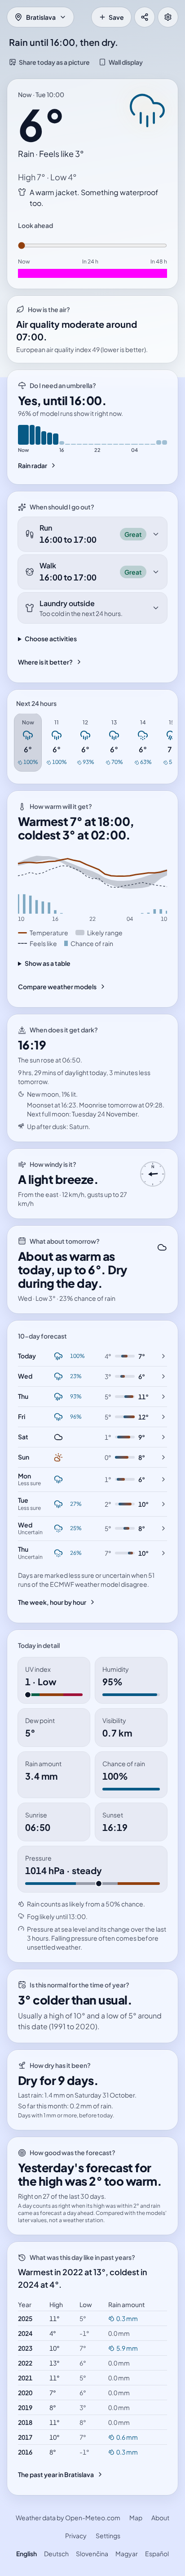 Bratislava
Save
Rain until 16:00, then dry.
Share today as a picture
Wall display
Now · Tue 10:00
6°
Rain · Feels like 3°
High 7° · Low 4°
A warm jacket. Something waterproof
too.
Look ahead
Now
In 24 h
In 48 h
How is the air?
Air quality moderate around
07:00.
European air quality index 49 (lower is better).
Do I need an umbrella?
Yes, until 16:00.
96% of model runs show it right now.
Now 16 22 04
Rain radar
When should I go out?
Run
16:00 to 17:00
Great
Walk
16:00 to 17:00
Great
Laundry outside
Too cold in the next 24 hours.
Choose activities
Where is it better?
Next 24 hours
Now 11 12 13 14 15
6° 6° 6° 6° 6° 7
100% 100% 93% 70% 63% 5
How warm will it get?
Warmest 7° at 18:00,
coldest 3° at 02:00.
10 16 22 04 10
Temperature
Likely range
Feels like
Chance of rain
Show as a table
Compare weather models
When does it get dark?
16:19
The sun rose at 06:50.
9 hrs, 29 mins of daylight today, 3 minutes less
tomorrow.
New moon, 1% lit.
Moonset at 16:23. Moonrise tomorrow at 09:28.
Next full moon: Tuesday 24 November.
Up after dusk: Saturn.
How windy is it?
A light breeze.
From the east · 12 km/h, gusts up to 27
km/h
N
What about tomorrow?
About as warm as
today, up to 6°. Dry
during the day.
Wed · Low 3° · 23% chance of rain
10-day forecast
Today 100% 4° 7°
Wed 23% 3° 6°
Thu 93% 5° 11°
Fri 96% 5° 12°
Sat 1° 9°
Sun 0° 8°
Mon 1° 6°
Less sure
Tue 27% 2° 10°
Less sure
Wed 25% 5° 8°
Uncertain
Thu 26% 7° 10°
Uncertain
Days are marked less sure or uncertain when 51
runs of the ECMWF weather model disagree.
The week, hour by hour
Today in detail
UV index
1 · Low
Humidity
95%
Dew point
5°
Visibility
0.7 km
Rain amount
3.4 mm
Chance of rain
100%
Sunrise
06:50
Sunset
16:19
Pressure
1014 hPa · steady
Rain counts as likely from a 50% chance.
Fog likely until 13:00.
Pressure at sea level and its change over the last
3 hours. Falling pressure often comes before
unsettled weather.
Is this normal for the time of year?
3° colder than usual.
Usually a high of 10° and a low of 5° around
this date (1991 to 2020).
How dry has it been?
Dry for 9 days.
Last rain: 1.4 mm on Saturday 31 October.
So far this month: 0.2 mm of rain.
Days with 1 mm or more, before today.
How good was the forecast?
Yesterday's forecast for
the high was 2° too warm.
Right on 27 of the last 30 days.
A day counts as right when its high was within 2° and rain
came as forecast a day ahead. Compared with the models'
later values, not a weather station.
What was this day like in past years?
Warmest in 2022 at 13°, coldest in
2024 at 4°.
Year High Low Rain amount
2025 11° 5° 0.3 mm
2024 4° -1° 0.0 mm
2023 10° 7° 5.9 mm
2022 13° 6° 0.0 mm
2021 11° 5° 0.0 mm
2020 7° 6° 0.0 mm
2019 8° 3° 0.0 mm
2018 11° 8° 0.0 mm
2017 10° 7° 0.6 mm
2016 8° -1° 0.3 mm
The past year in Bratislava
Weather data by Open-Meteo.com Map About
Privacy Settings
English Deutsch Slovenčina Magyar Español